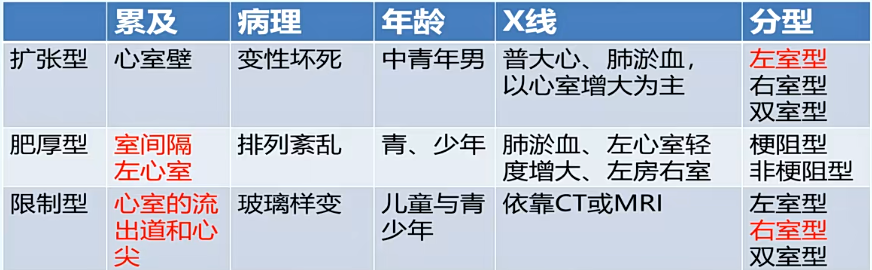 累及 病理 年龄 X线 分型
扩张型 心室壁 变性坏死 中青年男 普大心、肺淤血，以心室增大为主 左室型 右室型 双室型
肥厚型 室间隔 左心室 排列紊乱 青、少年 肺淤血、左心室轻度增大、左房右室 梗阻型 非梗阻型
限制型 心室的流出道和心尖 玻璃样变 儿童与青少年 依靠CT或MRI 左室型 右室型 双室型